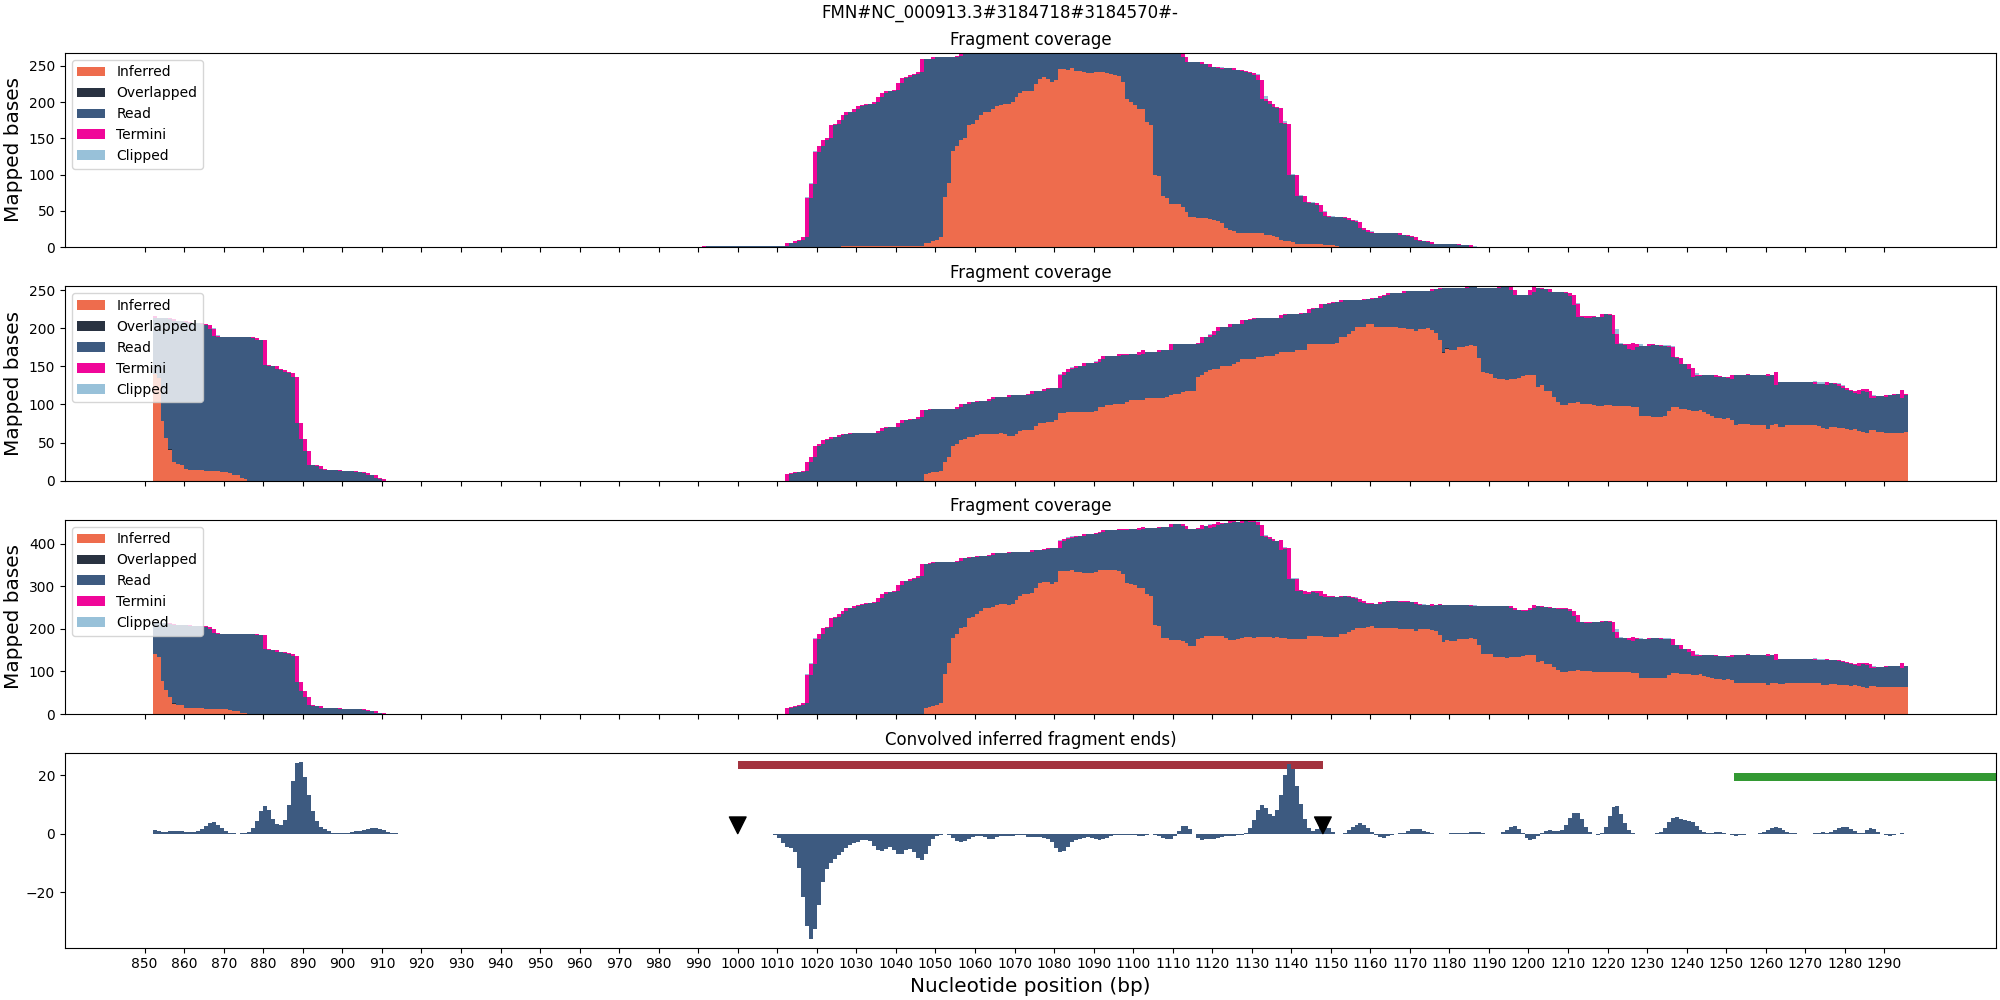 FMN#NC_000913.3#3184718#3184570#-
Fragment coverage
Mapped bases
250
200
150
100
50
0
Inferred
Overlapped
Read
Termini
Clipped
Fragment coverage
Mapped bases
250
200
150
100
50
0
Inferred
Overlapped
Read
Termini
Clipped
Fragment coverage
Mapped bases
400
300
200
100
0
Inferred
Overlapped
Read
Termini
Clipped
Convolved inferred fragment ends)
20
0
−20
850 860 870 880 890 900 910 920 930 940 950 960 970 980 990 1000 1010 1020 1030 1040 1050 1060 1070 1080 1090 1100 1110 1120 1130 1140 1150 1160 1170 1180 1190 1200 1210 1220 1230 1240 1250 1260 1270 1280 1290
Nucleotide position (bp)